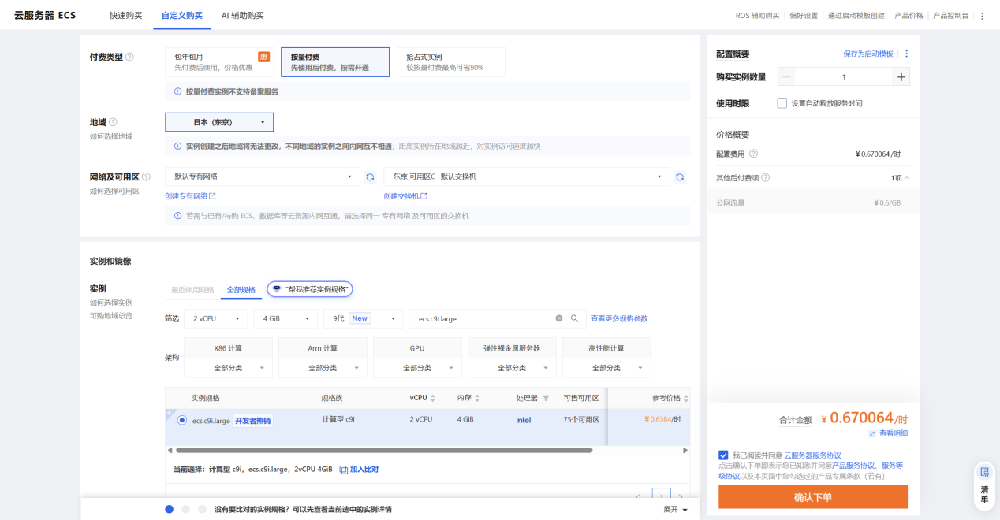 云服务器 ECS
快速购买
自定义购买
AI 辅助购买
ROS 辅助购买
偏好设置
通过启动模板创建
产品价格
产品控制台
付费类型
包年包月
惠
先付费后使用，价格优惠
按量付费
先使用后付费，按需开通
抢占式实例
较按量付费最高可省90%
按量付费实例不支持备案服务
地域
如何选择地域
日本（东京）
实例创建之后地域将无法更改，不同地域的实例之间内网互不相通；距离实例所在地域越近，对实例访问速度越快
网络及可用区
如何选择可用区
默认专有网络
东京 可用区C | 默认交换机
创建专有网络
创建交换机
若需与已有/待购 ECS、数据库等云资源内网互通，请选择同一 专有网络 及可用区的交换机
实例和镜像
实例
如何选择实例
可购地域总览
最近使用规格
全部规格
“帮我推荐实例规格”
筛选
2 vCPU
4 GiB
9代 New
ecs.c9i.large
查看更多规格参数
架构
X86 计算
Arm 计算
GPU
弹性裸金属服务器
高性能计算
全部分类
全部分类
全部分类
全部分类
全部分类
实例规格
规格族
vCPU
内存
处理器
可售可用区
参考价格
ecs.c9i.large 开发者热销
计算型 c9i
2 vCPU
4 GiB
intel
75个可用区
¥ 0.6384/时
当前选择：计算型 c9i，ecs.c9i.large，2vCPU 4GiB
加入比对
1
没有要比对的实例规格？可以先查看当前选中的实例详情
展开
配置概要
保存为启动模板
购买实例数量
1
使用时限
设置自动释放服务时间
价格概要
配置费用
¥ 0.670064 /时
其他后付费项
1项
公网流量
¥ 0.6/GB
合计金额
¥ 0.670064 /时
查看明细
我已阅读并同意 云服务器服务协议
点击确认下单即表示您已知悉并同意产品服务协议、服务等
级协议以及本页面中您勾选过的产品专属条款（若有）
确认下单
清
单